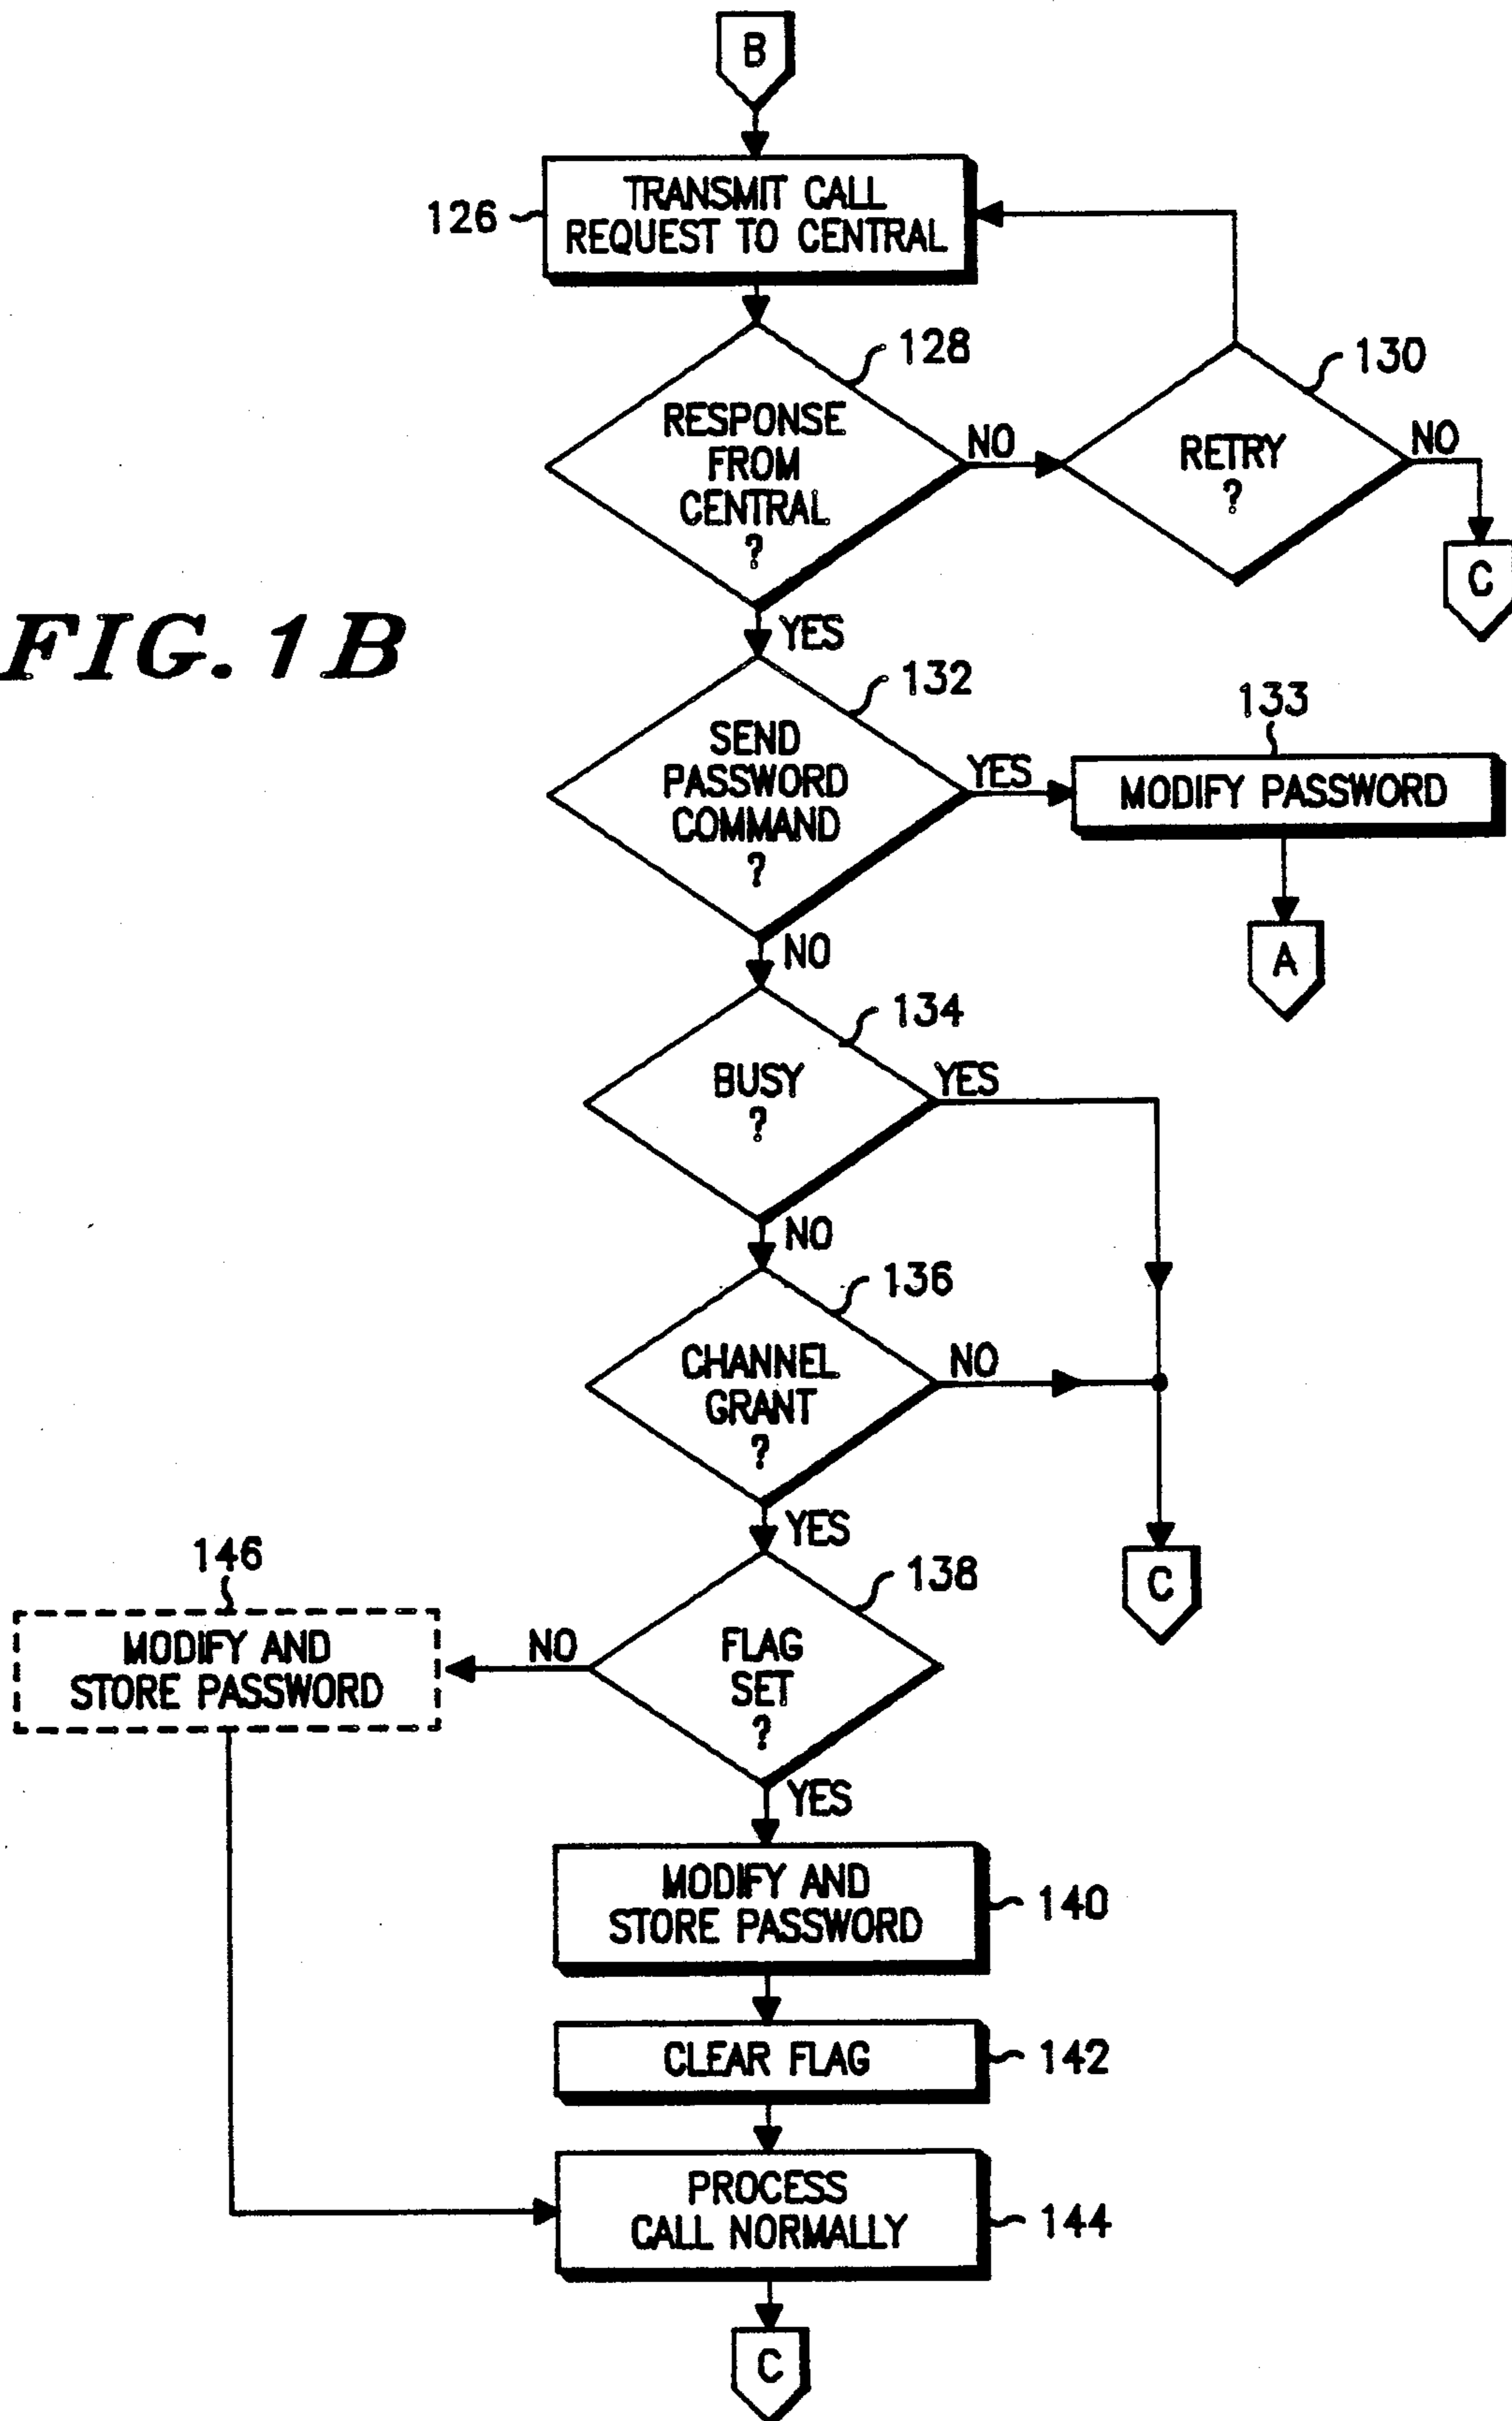 B
TRANSMIT CALL
REQUEST TO CENTRAL
126
128
RESPONSE
FROM
CENTRAL
?
NO
130
RETRY
?
NO
C
YES
FIG. 1B
132
SEND
PASSWORD
COMMAND
?
YES
133
MODIFY PASSWORD
A
NO
134
BUSY
?
YES
NO
136
CHANNEL
GRANT
?
NO
C
YES
138
FLAG
SET
?
NO
146
MODIFY AND
STORE PASSWORD
YES
MODIFY AND
STORE PASSWORD
140
CLEAR FLAG
142
PROCESS
CALL NORMALLY
144
C